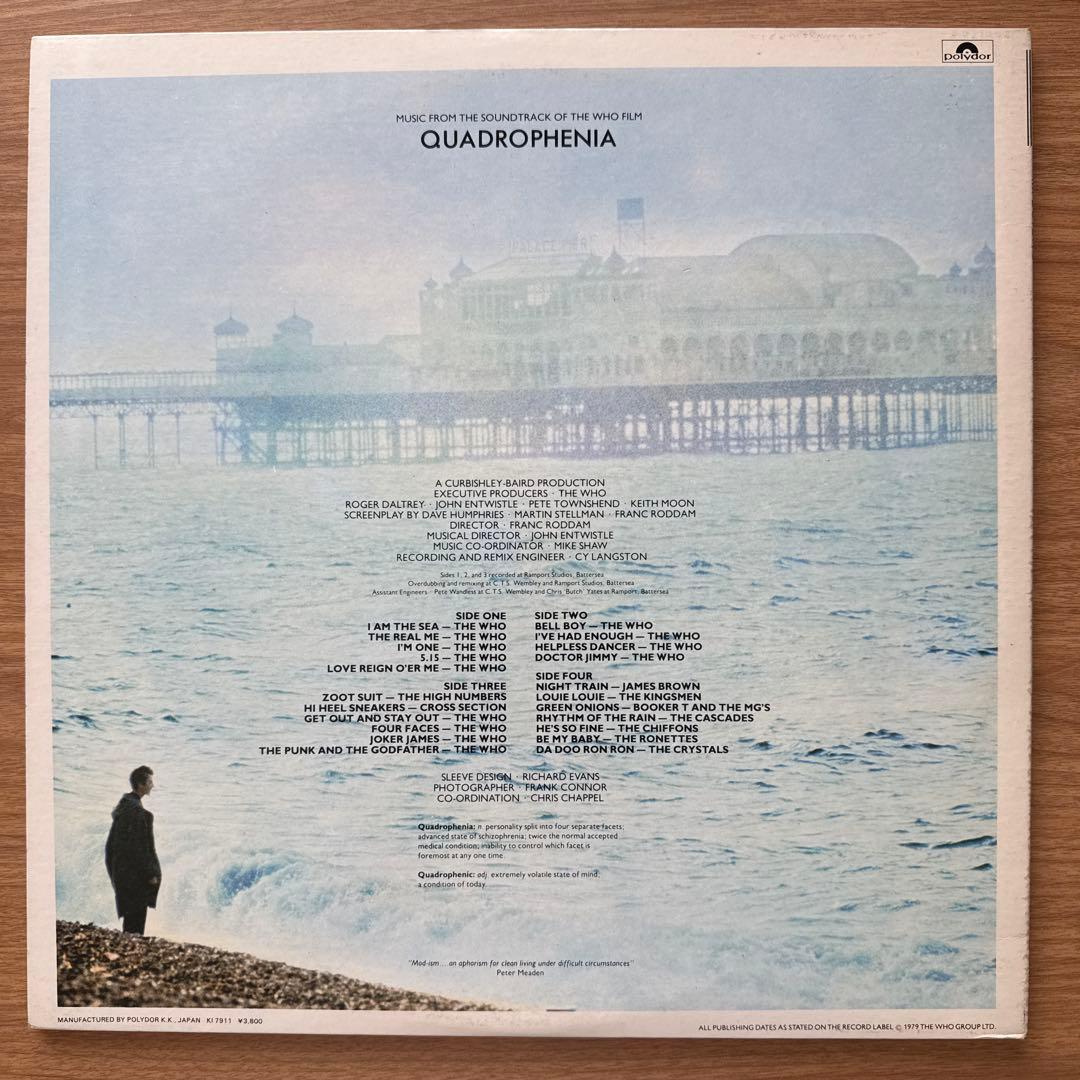 polydor
MUSIC FROM THE SOUNDTRACK OF THE WHO FILM
QUADROPHENIA
PALACE PIER
A CURBISHLEY-BAIRD PRODUCTION
EXECUTIVE PRODUCERS · THE WHO
ROGER DALTREY · JOHN ENTWISTLE · PETE TOWNSHEND · KEITH MOON
SCREENPLAY BY DAVE HUMPHRIES · MARTIN STELLMAN · FRANC RODDAM
DIRECTOR · FRANC RODDAM
MUSICAL DIRECTOR · JOHN ENTWISTLE
MUSIC CO-ORDINATOR · MIKE SHAW
RECORDING AND REMIX ENGINEER · CY LANGSTON
Sides 1, 2, and 3 recorded at Ramport Studios, Battersea
Overdubbing and remixing at C.T.S. Wembley and Ramport Studios, Battersea
Assistant Engineers · Pete Wandless at C.T.S. Wembley and Chris 'Butch' Yates at Ramport, Battersea
SIDE ONE
I AM THE SEA — THE WHO
THE REAL ME — THE WHO
I'M ONE — THE WHO
5.15 — THE WHO
LOVE REIGN O'ER ME — THE WHO
SIDE TWO
BELL BOY — THE WHO
I'VE HAD ENOUGH — THE WHO
HELPLESS DANCER — THE WHO
DOCTOR JIMMY — THE WHO
SIDE THREE
ZOOT SUIT — THE HIGH NUMBERS
HI HEEL SNEAKERS — CROSS SECTION
GET OUT AND STAY OUT — THE WHO
FOUR FACES — THE WHO
JOKER JAMES — THE WHO
THE PUNK AND THE GODFATHER — THE WHO
SIDE FOUR
NIGHT TRAIN — JAMES BROWN
LOUIE LOUIE — THE KINGSMEN
GREEN ONIONS — BOOKER T AND THE MG'S
RHYTHM OF THE RAIN — THE CASCADES
HE'S SO FINE — THE CHIFFONS
BE MY BABY — THE RONETTES
DA DOO RON RON — THE CRYSTALS
SLEEVE DESIGN · RICHARD EVANS
PHOTOGRAPHER · FRANK CONNOR
CO-ORDINATION · CHRIS CHAPPEL
Quadrophenia: n. personality split into four separate facets;
advanced state of schizophrenia; twice the normal accepted
medical condition; inability to control which facet is
foremost at any one time.
Quadrophenic: adj. extremely volatile state of mind;
a condition of today.
"Mod-ism... an aphorism for clean living under difficult circumstances"
Peter Meaden
MANUFACTURED BY POLYDOR K.K., JAPAN KI 7911 ¥3,800
ALL PUBLISHING DATES AS STATED ON THE RECORD LABEL © 1979 THE WHO GROUP LTD.